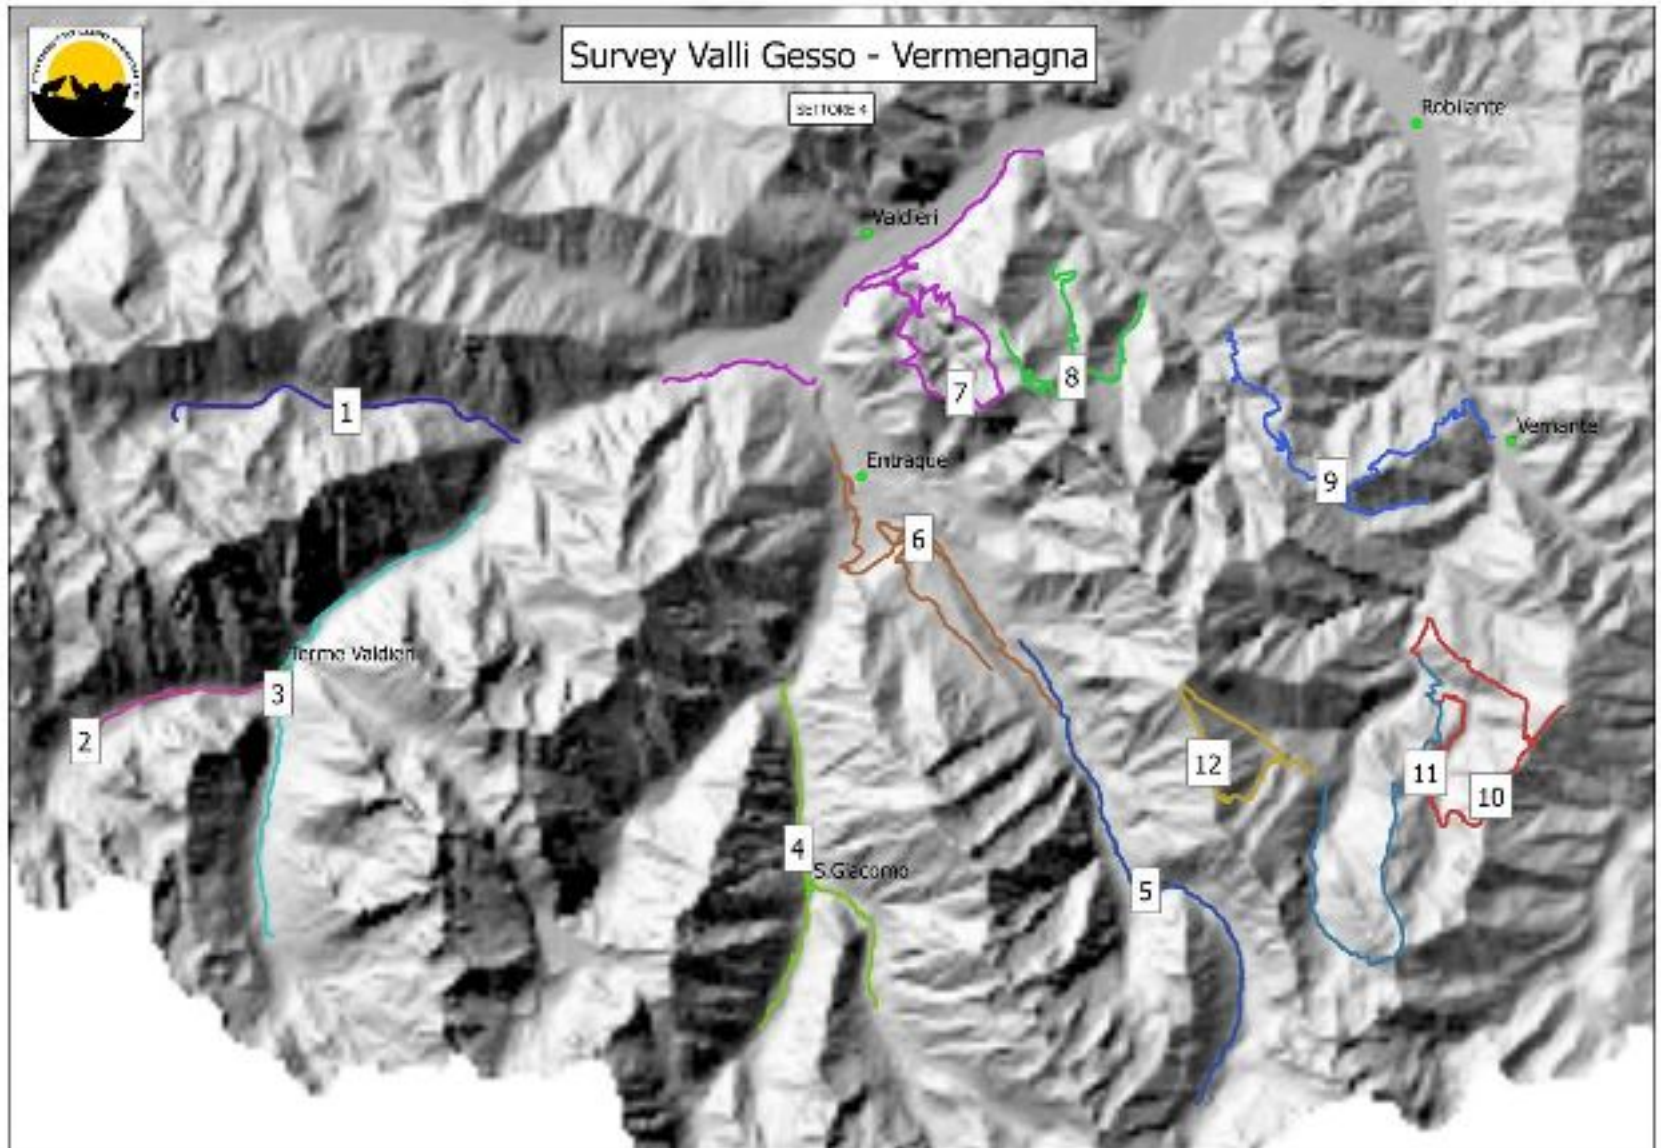 Survey Valli Gesso - Vermenagna
SETTORE 4
Robilante
Valdieri
1
7
8
Entraque
Vernante
9
6
Terme Valdieri
3
2
12
11
10
4
S.Giacomo
5